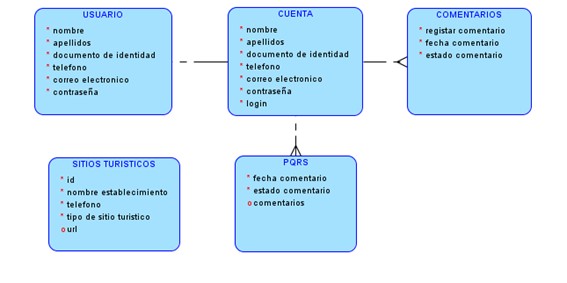 USUARIO
* nombre
* apellidos
* documento de identidad
* telefono
* correo electronico
* contraseña
CUENTA
* nombre
* apellidos
* documento de identidad
* telefono
* correo electronico
* contraseña
* login
COMENTARIOS
* registar comentario
* fecha comentario
* estado comentario
SITIOS TURISTICOS
* id
* nombre establecimiento
* telefono
* tipo de sitio turistico
o url
PQRS
* fecha comentario
* estado comentario
o comentarios